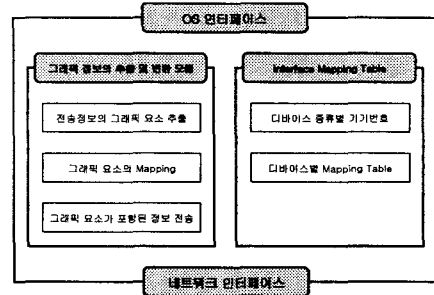 OS 인터페이스
그래픽 정보의 추출 및 변환 모듈
전송정보의 그래픽 요소 추출
그래픽 요소의 Mapping
그래픽 요소가 포함된 정보 전송
Interface Mapping Table
디바이스 종류별 기기번호
디바이스별 Mapping Table
네트워크 인터페이스